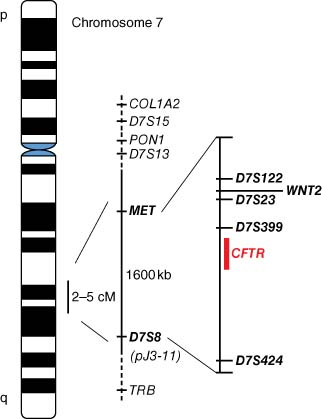 p
Chromosome 7
COL1A2
D7S15
PON1
D7S13
MET
1600 kb
2–5 cM
D7S8
(pJ3-11)
TRB
q
D7S122
WNT2
D7S23
D7S399
CFTR
D7S424